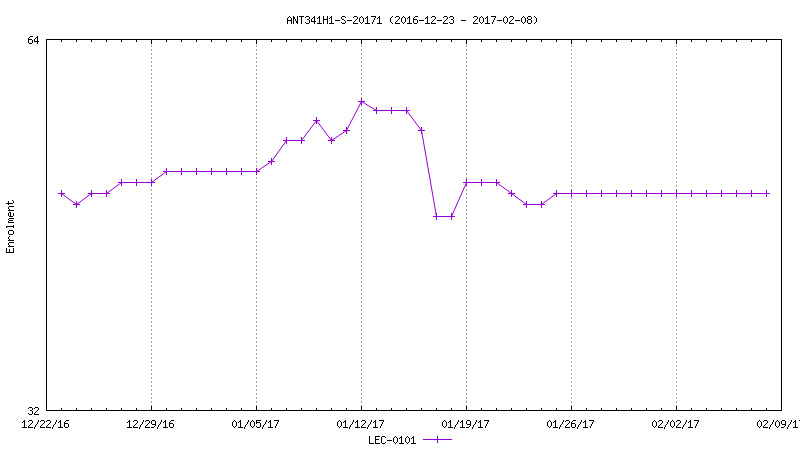 ANT341H1-S-20171 (2016-12-23 - 2017-02-08)
64
Enrolment
32
12/22/16 12/29/16 01/05/17 01/12/17 01/19/17 01/26/17 02/02/17 02/09/1
LEC-0101